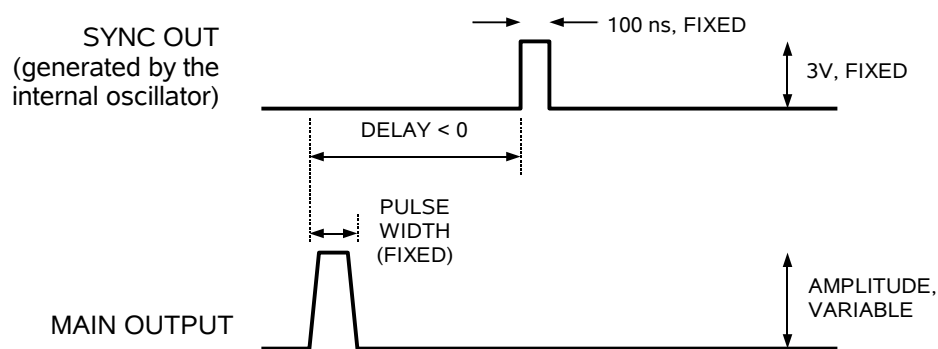 SYNC OUT
(generated by the
internal oscillator)
100 ns, FIXED
3V, FIXED
DELAY < 0
PULSE
WIDTH
(FIXED)
MAIN OUTPUT
AMPLITUDE,
VARIABLE